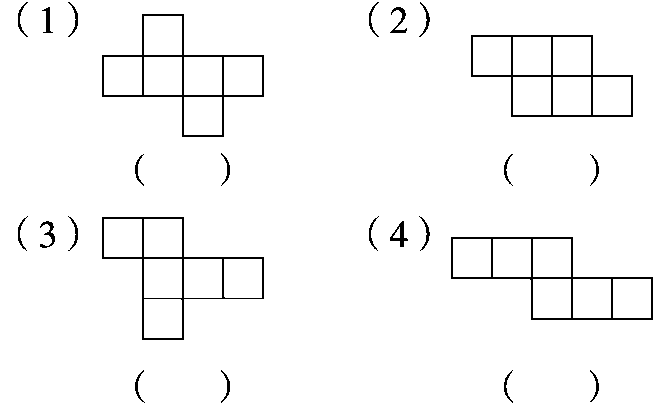 (1) (2)
( ) ( )
(3) (4)
( ) ( )